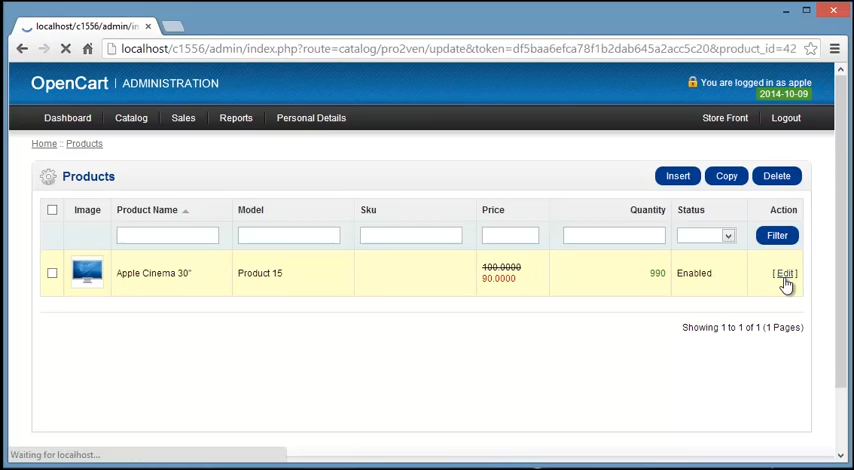 localhost/c1556/admin/in
localhost/c1556/admin/index.php?route=catalog/pro2ven/update&token=df5baa6efca78f1b2dab645a2acc5c20&product_id=42
OpenCart | ADMINISTRATION
You are logged in as apple
2014-10-09
Dashboard Catalog Sales Reports Personal Details Store Front Logout
Home :: Products
Products Insert Copy Delete
Image Product Name Model Sku Price Quantity Status Action
Filter
Apple Cinema 30" Product 15 100.0000 990 Enabled [ Edit ]
90.0000
Showing 1 to 1 of 1 (1 Pages)
Waiting for localhost...